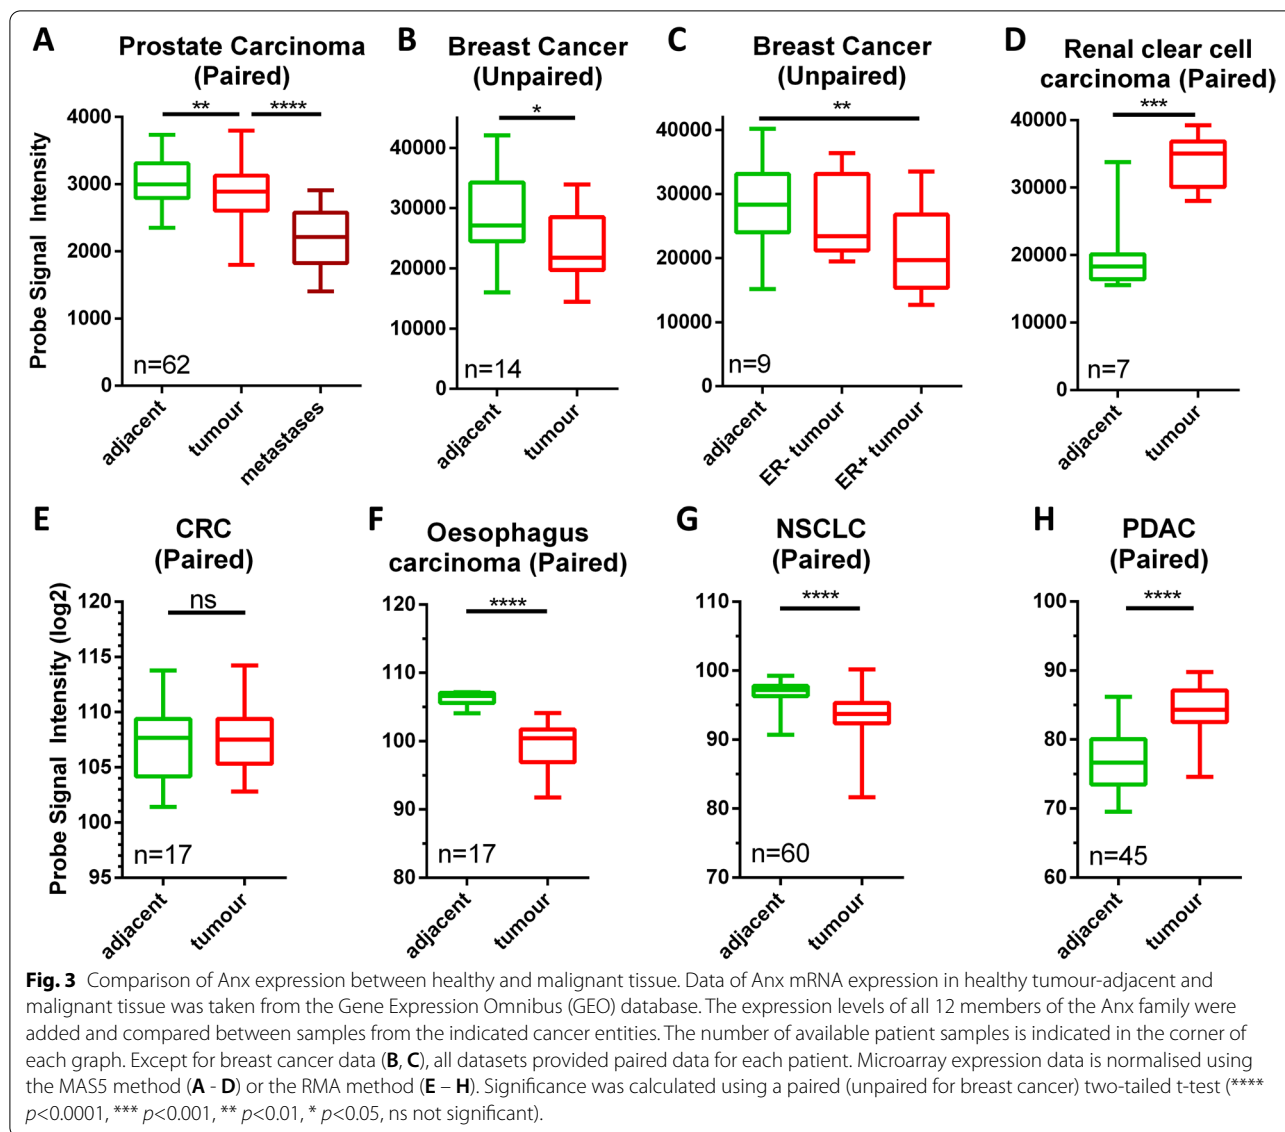 A
Prostate Carcinoma
(Paired)
** ****
Probe Signal Intensity
4000
3000
2000
1000
0
n=62
adjacent
tumour
metastases
B
Breast Cancer
(Unpaired)
*
40000
30000
20000
10000
0
n=14
adjacent
tumour
C
Breast Cancer
(Unpaired)
**
40000
30000
20000
10000
0
n=9
adjacent
ER- tumour
ER+ tumour
D
Renal clear cell
carcinoma (Paired)
***
40000
30000
20000
10000
0
n=7
adjacent
tumour
E
CRC
(Paired)
ns
Probe Signal Intensity (log2)
120
115
110
105
100
95
n=17
adjacent
tumour
F
Oesophagus
carcinoma (Paired)
****
120
110
100
90
80
n=17
adjacent
tumour
G
NSCLC
(Paired)
****
110
100
90
80
70
n=60
adjacent
tumour
H
PDAC
(Paired)
****
100
90
80
70
60
n=45
adjacent
tumour
Fig. 3 Comparison of Anx expression between healthy and malignant tissue. Data of Anx mRNA expression in healthy tumour-adjacent and
malignant tissue was taken from the Gene Expression Omnibus (GEO) database. The expression levels of all 12 members of the Anx family were
added and compared between samples from the indicated cancer entities. The number of available patient samples is indicated in the corner of
each graph. Except for breast cancer data (B, C), all datasets provided paired data for each patient. Microarray expression data is normalised using
the MAS5 method (A - D) or the RMA method (E – H). Significance was calculated using a paired (unpaired for breast cancer) two-tailed t-test (****
p<0.0001, *** p<0.001, ** p<0.01, * p<0.05, ns not significant).